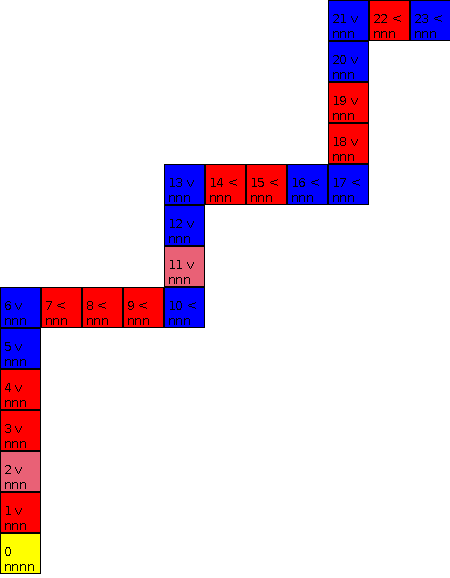 21 v 22 < 23 <
nnn nnn nnn
20 v
nnn
19 v
nnn
18 v
nnn
13 v 14 < 15 < 16 < 17 <
nnn nnn nnn nnn nnn
12 v
nnn
11 v
nnn
6 v 7 < 8 < 9 < 10 <
nnn nnn nnn nnn nnn
5 v
nnn
4 v
nnn
3 v
nnn
2 v
nnn
1 v
nnn
0
nnnn